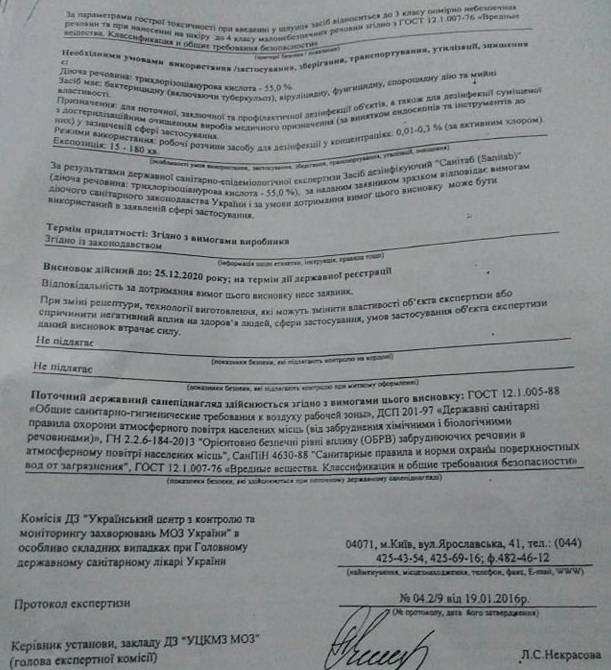 За параметрами гострої токсичності при введенні у шлунок засіб відноситься до 3 класу помірно небезпечних
речовин та при нанесенні на шкіру до 4 класу малонебезпечних речовин згідно з ГОСТ 12.1.007-76 «Вредные
вещества. Классификация и общие требования безопасности»
Необхідними умовами використання /застосування, зберігання, транспортування, утилізації, знищення
є:
Діюча речовина: трихлорізоціанурова кислота - 55,0 %
Засіб має: бактерицидну (включаючи туберкульоз), віруліцидну, фунгицидну, спороцидну дію та мийні
властивості.
Призначення: для поточної, заключної та профілактичної дезінфекції об'єктів, а також для дезінфекції суміщеної
з достерилізаційним очищенням виробів медичного призначення (за винятком ендоскопів та інструментів до
них) у зазначеній сфері застосування.
Режими використання: робочі розчини засобу для дезінфекції у концентраціях: 0,01-0,3 % (за активним хлором).
Експозиція: 15 - 180 хв.
(особливості умов використання, застосування, зберігання, транспортування, утилізації, знищення)
За результатами державної санітарно-епідеміологічної експертизи Засіб дезінфікуючий "Санітаб (Sanitab)"
(діюча речовина: трихлорізоціанурова кислота - 55,0 %), за наданим заявником зразком відповідає вимогам
діючого санітарного законодавства України і за умови дотримання вимог цього висновку може бути
використаний в заявленій сфері застосування.
Термін придатності: Згідно з вимогами виробника
Згідно із законодавством
(інформація щодо етикетки, інструкція, правила тощо)
Висновок дійсний до: 25.12.2020 року; на термін дії державної реєстрації
Відповідальність за дотримання вимог цього висновку несе заявник.
При зміні рецептури, технології виготовлення, які можуть змінити властивості об'єкта експертизи або
спричинити негативний вплив на здоров'я людей, сфери застосування, умов застосування об'єкта експертизи
даний висновок втрачає силу.
Не підлягає
(показники безпеки, які підлягають контролю на кордоні)
Не підлягає
(показники безпеки, які підлягають контролю при митному оформленні)
Поточний державний санепіднагляд здійснюється згідно з вимогами цього висновку: ГОСТ 12.1.005-88
«Общие санитарно-гигиенические требования к воздуху рабочей зоны», ДСП 201-97 «Державні санітарні
правила охорони атмосферного повітря населених місць (від забруднення хімічними і біологічними
речовинами)», ГН 2.2.6-184-2013 "Орієнтовно безпечні рівні впливу (ОБРВ) забруднюючих речовин в
атмосферному повітрі населених місць", СанПіН 4630-88 "Санитарные правила и норми охраны поверхностных
вод от загрязнения", ГОСТ 12.1.007-76 «Вредные вещества. Классификация и общие требования безопасности»
(показники безпеки, які здійснюються при поточному державному санепіднагляді)
Комісія ДЗ "Український центр з контролю та
моніторингу захворювань МОЗ України" в
особливо складних випадках при Головному
державному санітарному лікарі України
04071, м.Київ, вул.Ярославська, 41, тел.: (044)
425-43-54, 425-69-16; ф.482-46-12
(найменування, місцезнаходження, телефон, факс, E-mail, WWW)
Протокол експертизи
№ 04.2/9 від 19.01.2016р.
(№ протоколу, дата його затвердження)
Керівник установи, закладу ДЗ "УЦКМЗ МОЗ"
(голова експертної комісії)
Л.С.Некрасова